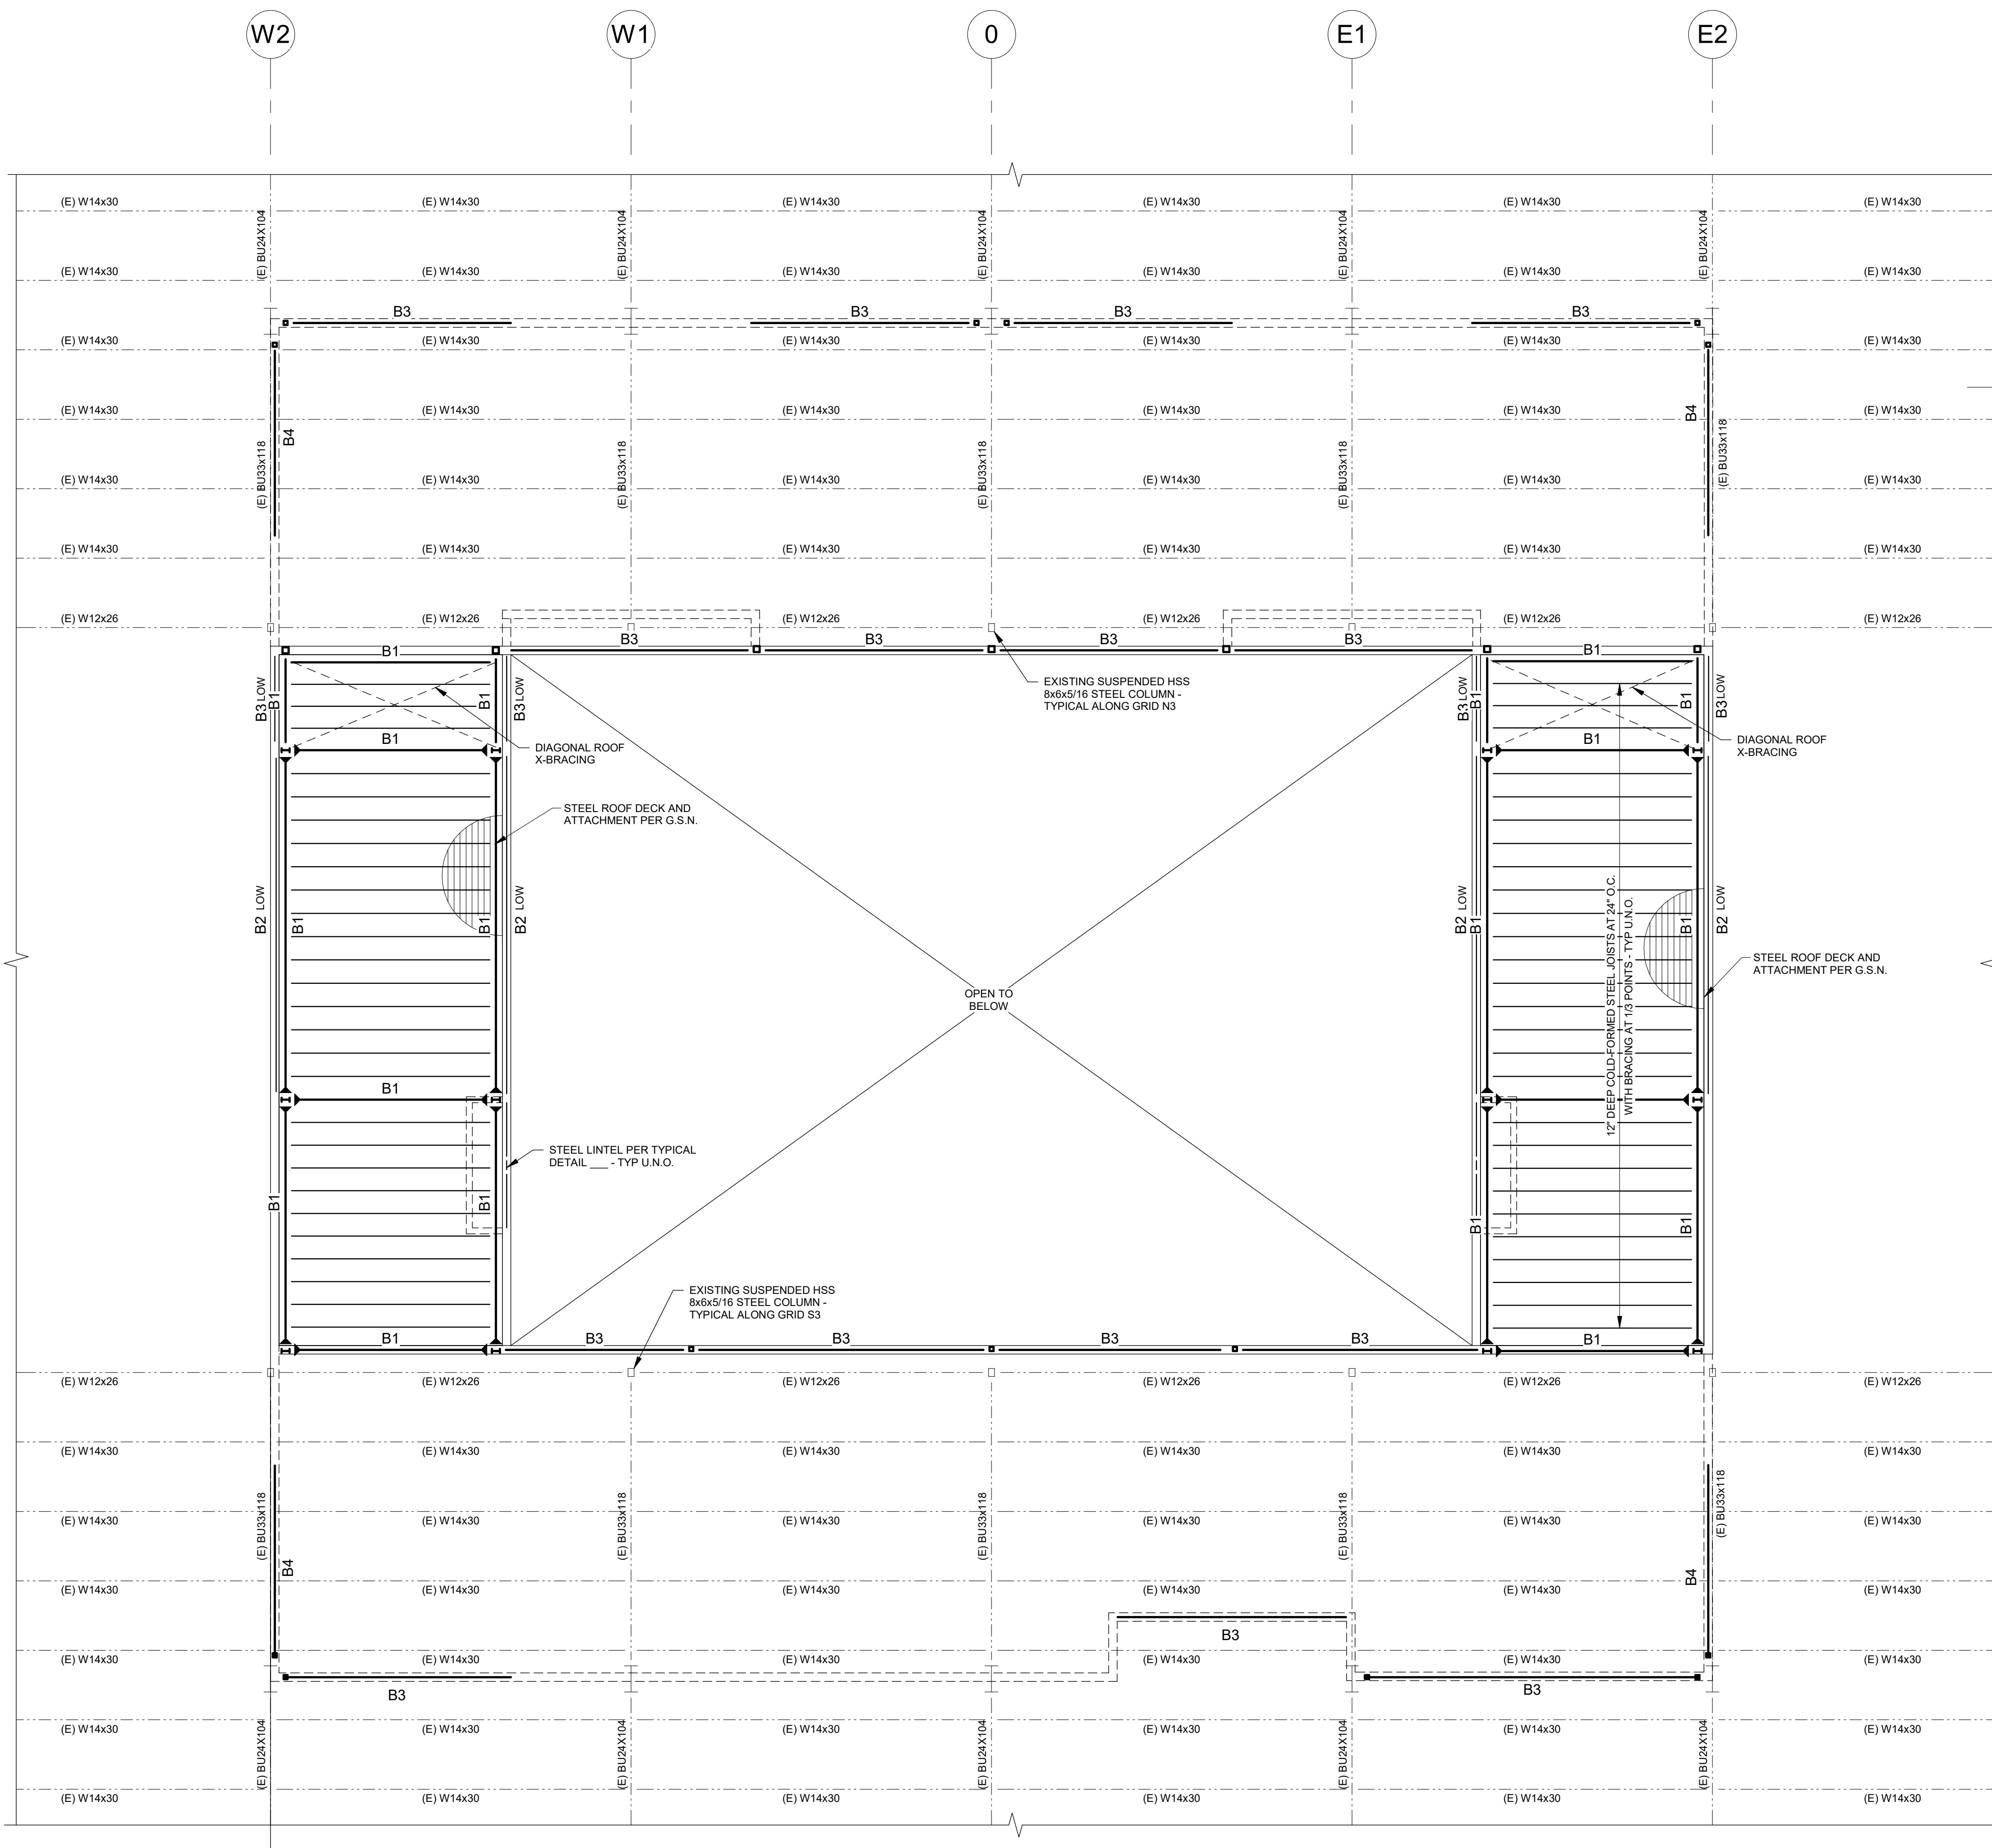 W2 W1 0 E1 E2
(E) W14x30 (E) W14x30 (E) W14x30 (E) W14x30 (E) W14x30 (E) W14x30
(E) BU24X104 (E) BU24X104 (E) BU24X104 (E) BU24X104 (E) BU24X104
(E) W14x30 (E) W14x30 (E) W14x30 (E) W14x30 (E) W14x30 (E) W14x30
B3 B3 B3 B3
(E) W14x30 (E) W14x30 (E) W14x30 (E) W14x30 (E) W14x30 (E) W14x30
(E) W14x30 (E) W14x30 (E) W14x30 (E) W14x30 (E) W14x30 (E) W14x30
B4 B4
(E) BU33x118 (E) BU33x118 (E) BU33x118 (E) BU33x118 (E) BU33x118
(E) W14x30 (E) W14x30 (E) W14x30 (E) W14x30 (E) W14x30 (E) W14x30
(E) W14x30 (E) W14x30 (E) W14x30 (E) W14x30 (E) W14x30 (E) W14x30
(E) W12x26 (E) W12x26 (E) W12x26 (E) W12x26 (E) W12x26 (E) W12x26
B1 B3 B3 B3 B3 B1
B3 LOW B1 B1 B3 LOW B3 LOW B1 B1 B3 LOW
EXISTING SUSPENDED HSS
8x6x5/16 STEEL COLUMN -
TYPICAL ALONG GRID N3
B1 B1
DIAGONAL ROOF
X-BRACING
DIAGONAL ROOF
X-BRACING
STEEL ROOF DECK AND
ATTACHMENT PER G.S.N.
B2 LOW B1 B1 B2 LOW B2 LOW B1 B1 B2 LOW
12" DEEP COLD-FORMED STEEL JOISTS AT 24" O.C.
WITH BRACING AT 1/3 POINTS - TYP U.N.O.
STEEL ROOF DECK AND
ATTACHMENT PER G.S.N.
OPEN TO
BELOW
B1
STEEL LINTEL PER TYPICAL
DETAIL ___ - TYP U.N.O.
B1 B1 B1 B1
EXISTING SUSPENDED HSS
8x6x5/16 STEEL COLUMN -
TYPICAL ALONG GRID S3
B1 B3 B3 B3 B3 B1
(E) W12x26 (E) W12x26 (E) W12x26 (E) W12x26 (E) W12x26 (E) W12x26
(E) W14x30 (E) W14x30 (E) W14x30 (E) W14x30 (E) W14x30 (E) W14x30
(E) BU33x118 (E) BU33x118 (E) BU33x118 (E) BU33x118 (E) BU33x118
(E) W14x30 (E) W14x30 (E) W14x30 (E) W14x30 (E) W14x30 (E) W14x30
B4 B4
(E) W14x30 (E) W14x30 (E) W14x30 (E) W14x30 (E) W14x30 (E) W14x30
B3
(E) W14x30 (E) W14x30 (E) W14x30 (E) W14x30 (E) W14x30 (E) W14x30
B3 B3
(E) W14x30 (E) W14x30 (E) W14x30 (E) W14x30 (E) W14x30 (E) W14x30
(E) BU24X104 (E) BU24X104 (E) BU24X104 (E) BU24X104 (E) BU24X104
(E) W14x30 (E) W14x30 (E) W14x30 (E) W14x30 (E) W14x30 (E) W14x30